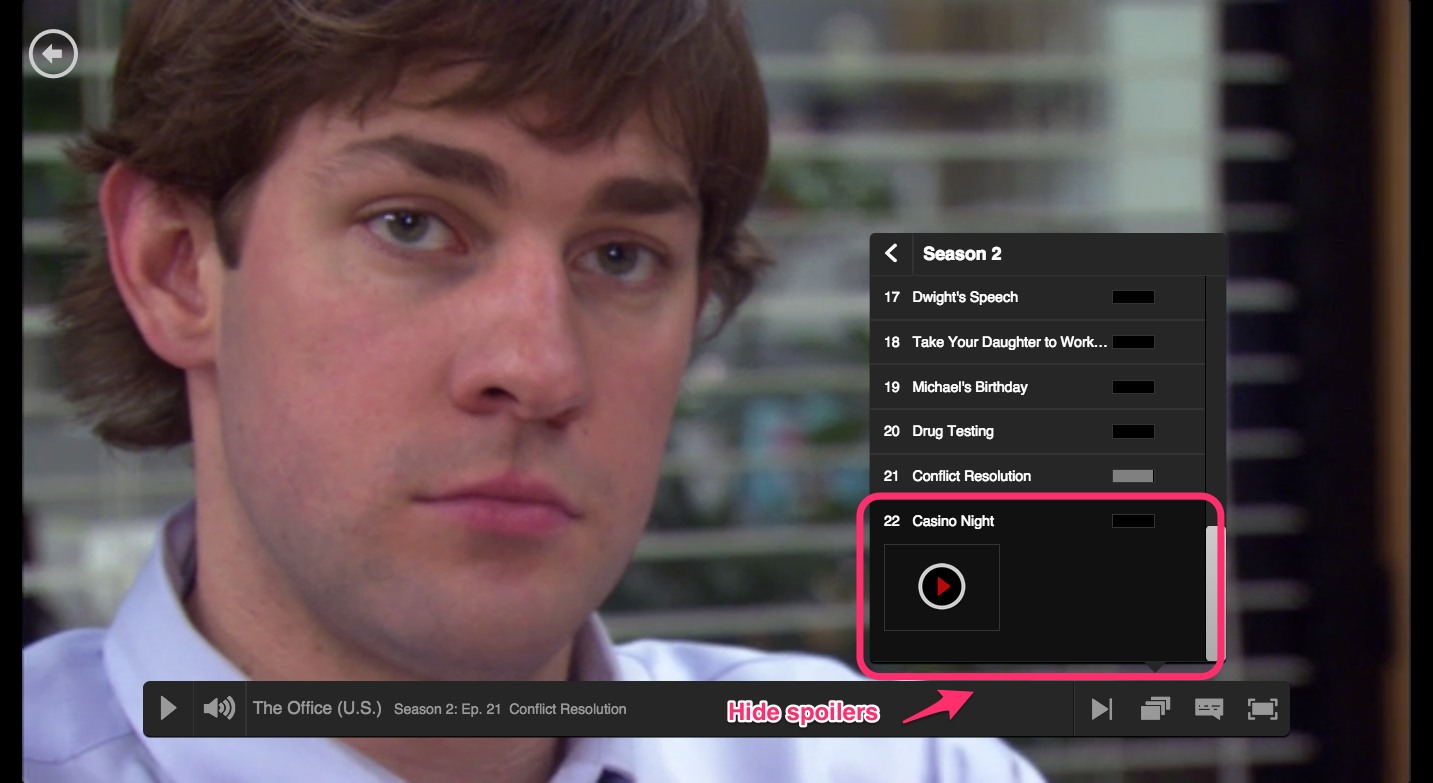 Season 2
17 Dwight's Speech
18 Take Your Daughter to Work...
19 Michael's Birthday
20 Drug Testing
21 Conflict Resolution
22 Casino Night
The Office (U.S.) Season 2: Ep. 21 Conflict Resolution
Hide spoilers